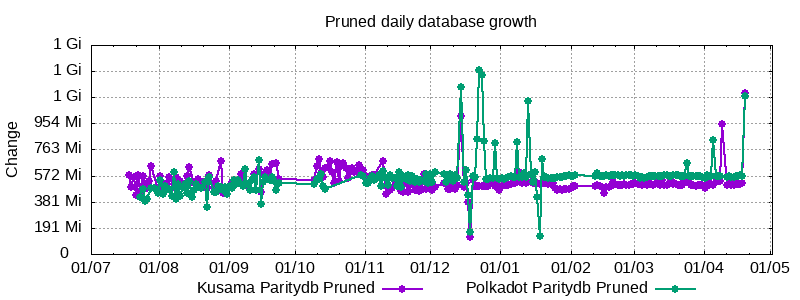 Pruned daily database growth
Change
1 Gi
1 Gi
1 Gi
954 Mi
763 Mi
572 Mi
381 Mi
191 Mi
0
01/07 01/08 01/09 01/10 01/11 01/12 01/01 01/02 01/03 01/04 01/05
Kusama Paritydb Pruned Polkadot Paritydb Pruned